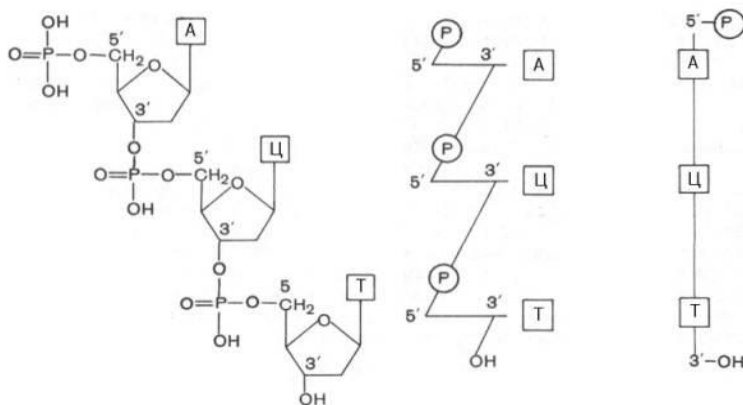 OH
O=P—O—CH₂
OH
5′
O
А
3′
O
O=P—O—CH₂
OH
5′
O
Ц
3′
O
O=P—O—CH₂
OH
5
O
Т
3′
OH
P
5′
3′
А
P
5′
3′
Ц
P
5′
3′
Т
OH
5′—P
А
Ц
Т
3′—OH